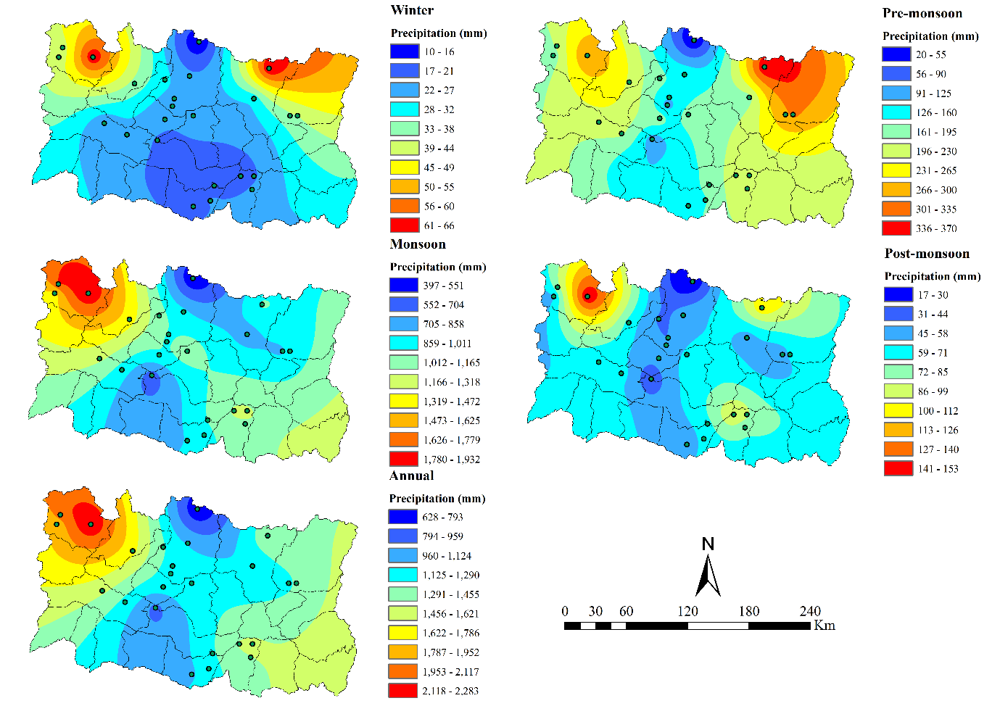 Winter
Precipitation (mm)
10 - 16
17 - 21
22 - 27
28 - 32
33 - 38
39 - 44
45 - 49
50 - 55
56 - 60
61 - 66
Pre-monsoon
Precipitation (mm)
20 - 55
56 - 90
91 - 125
126 - 160
161 - 195
196 - 230
231 - 265
266 - 300
301 - 335
336 - 370
Monsoon
Precipitation (mm)
397 - 551
552 - 704
705 - 858
859 - 1,011
1,012 - 1,165
1,166 - 1,318
1,319 - 1,472
1,473 - 1,625
1,626 - 1,779
1,780 - 1,932
Post-monsoon
Precipitation (mm)
17 - 30
31 - 44
45 - 58
59 - 71
72 - 85
86 - 99
100 - 112
113 - 126
127 - 140
141 - 153
Annual
Precipitation (mm)
628 - 793
794 - 959
960 - 1.124
1,125 - 1,290
1,291 - 1,455
1,456 - 1,621
1,622 - 1,786
1,787 - 1,952
1,953 - 2,117
2,118 - 2,283
N
0 30 60 120 180 240
Km